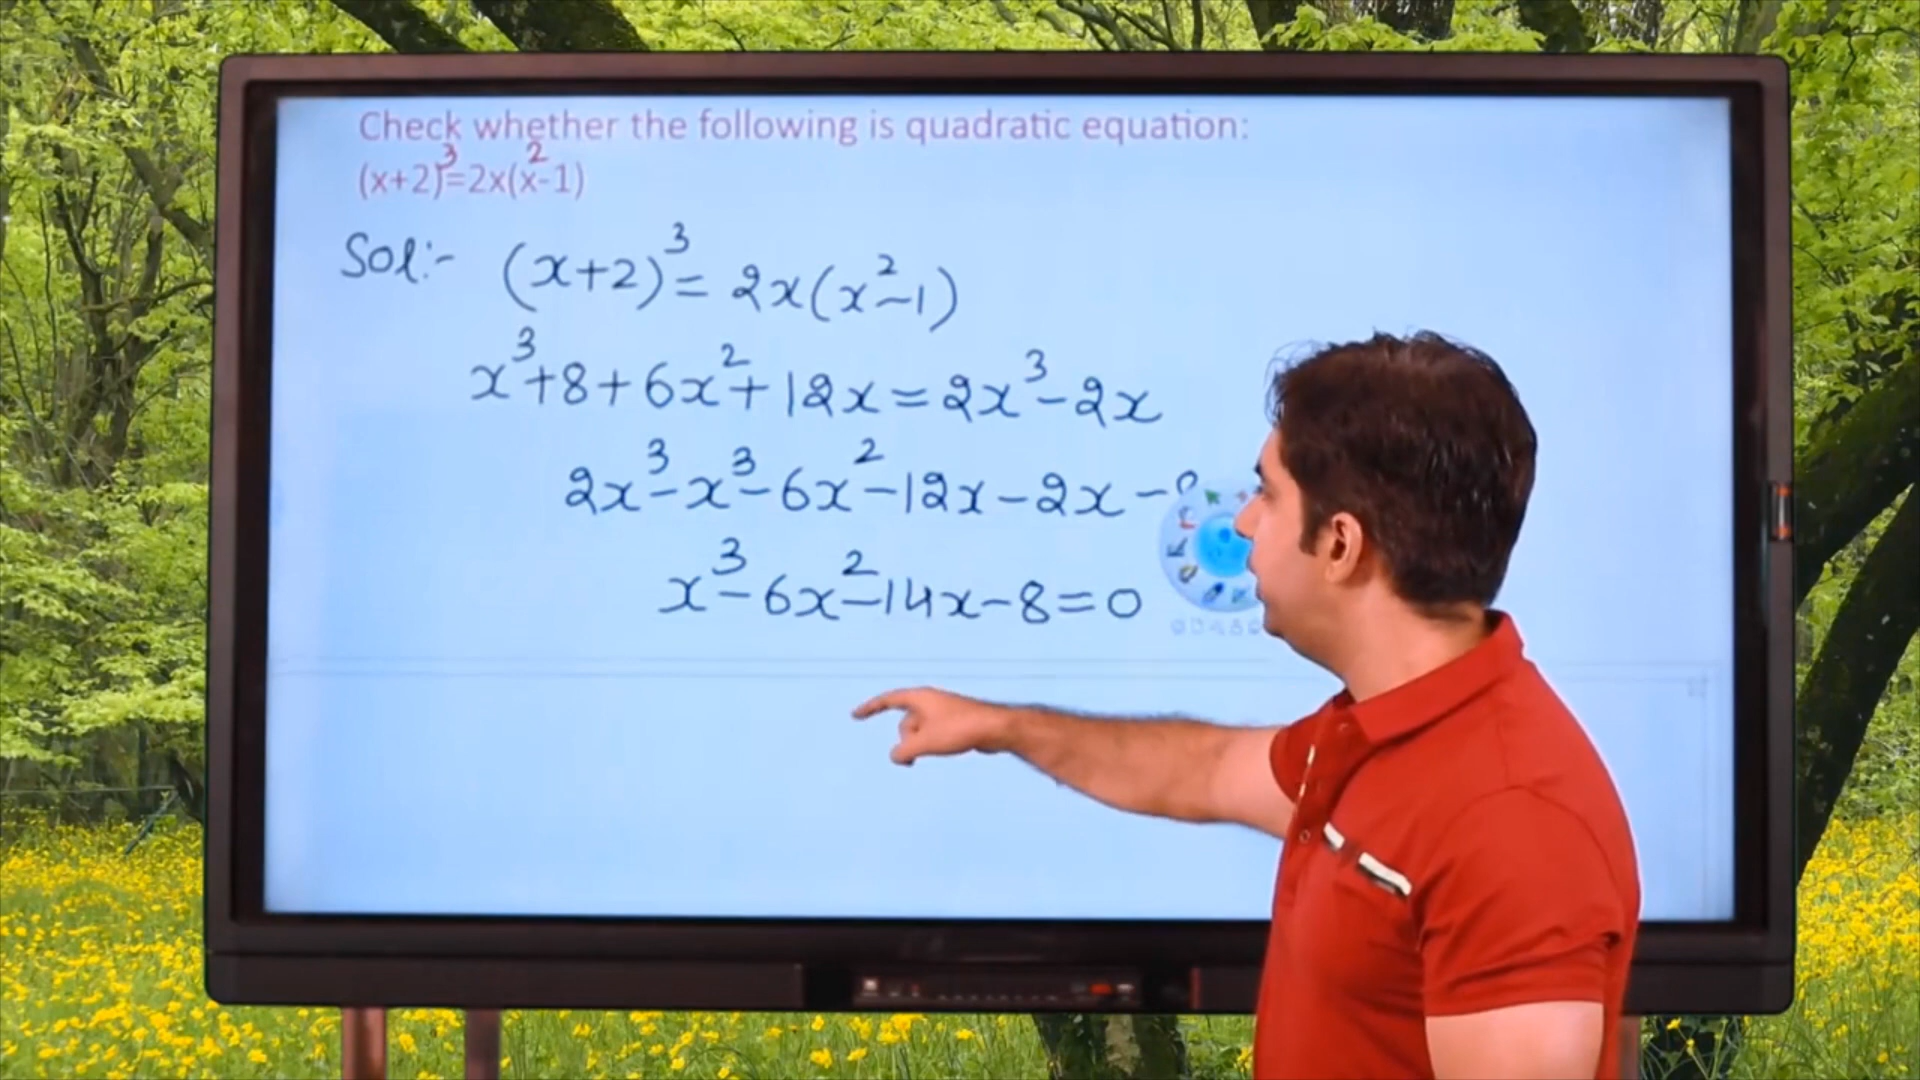 Check whether the following is quadratic equation:
(x+2)³=2x(x²-1)
Sol:- (x+2)³ = 2x(x²-1)
x³+8+6x²+12x=2x³-2x
2x³-x³-6x²-12x-2x-
x³-6x²-14x-8=0